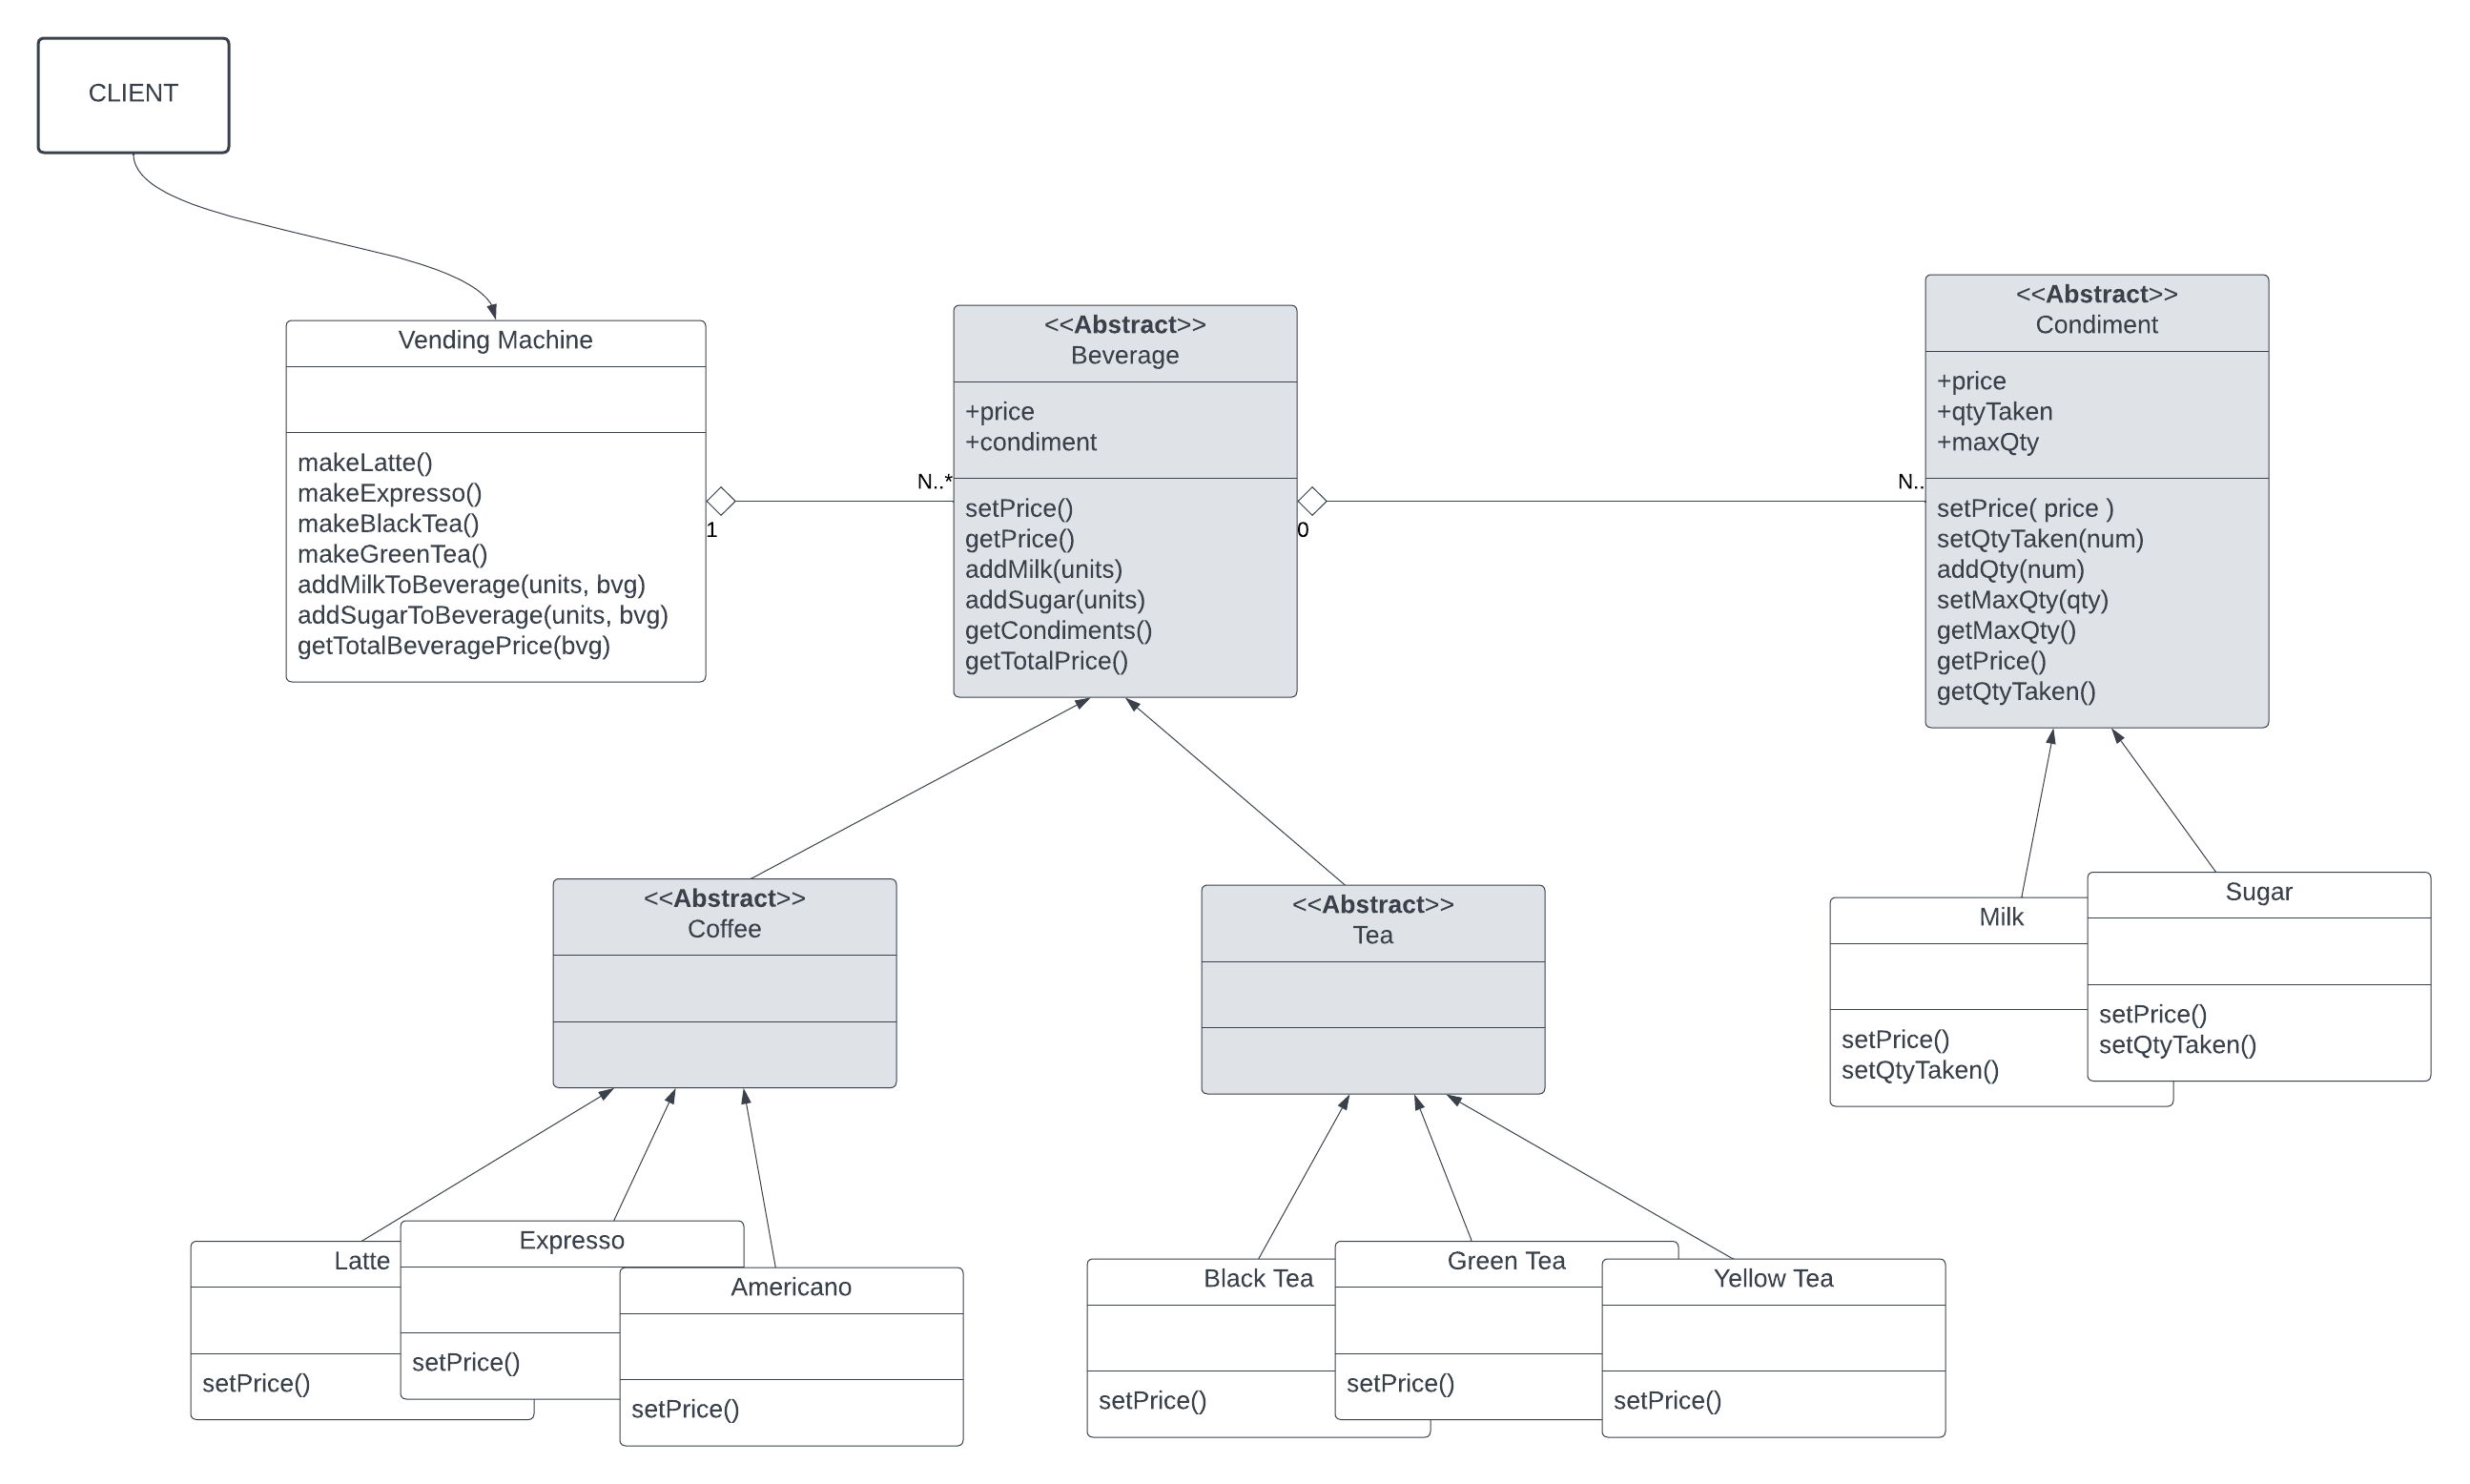 CLIENT
Vending Machine
makeLatte()
makeExpresso()
makeBlackTea()
makeGreenTea()
addMilkToBeverage(units, bvg)
addSugarToBeverage(units, bvg)
getTotalBeveragePrice(bvg)
1
N..*
<<Abstract>>
Beverage
+price
+condiment
setPrice()
getPrice()
addMilk(units)
addSugar(units)
getCondiments()
getTotalPrice()
0
N..
<<Abstract>>
Condiment
+price
+qtyTaken
+maxQty
setPrice( price )
setQtyTaken(num)
addQty(num)
setMaxQty(qty)
getMaxQty()
getPrice()
getQtyTaken()
<<Abstract>>
Coffee
<<Abstract>>
Tea
Milk
setPrice()
setQtyTaken()
Sugar
setPrice()
setQtyTaken()
Latte
setPrice()
Expresso
setPrice()
Americano
setPrice()
Black Tea
setPrice()
Green Tea
setPrice()
Yellow Tea
setPrice()